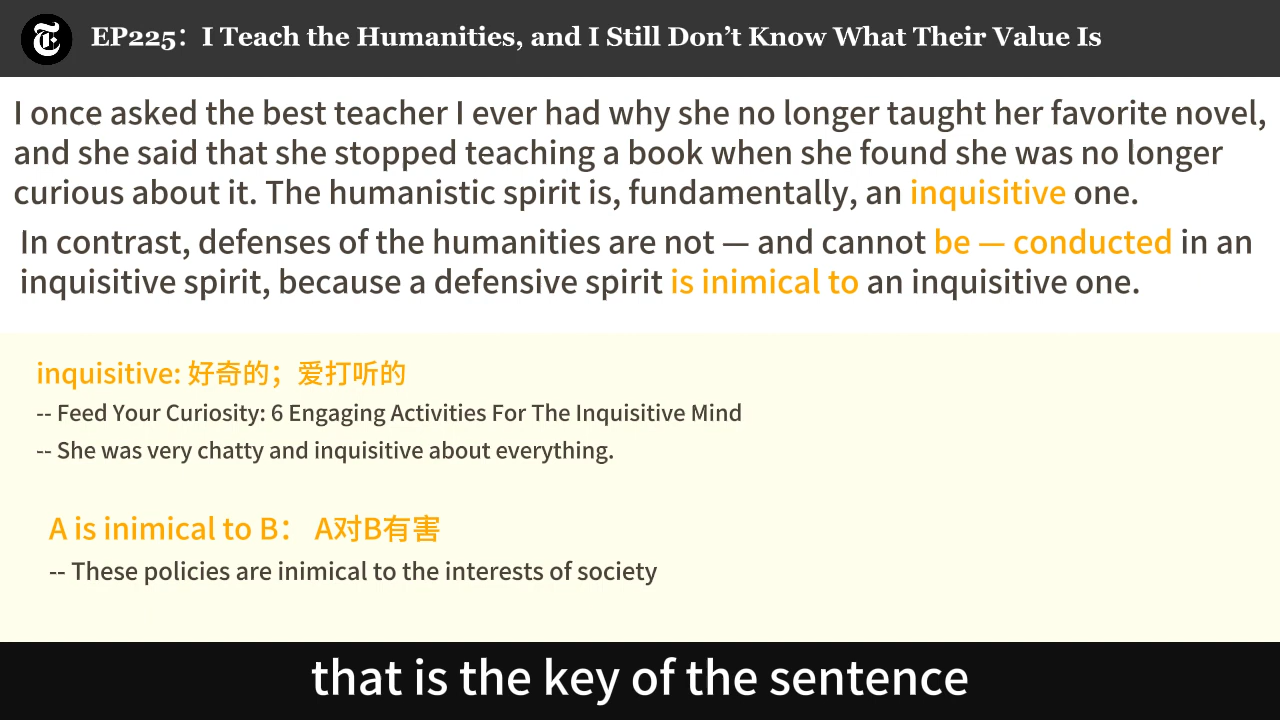 EP225：I Teach the Humanities, and I Still Don’t Know What Their Value Is
I once asked the best teacher I ever had why she no longer taught her favorite novel,
and she said that she stopped teaching a book when she found she was no longer
curious about it. The humanistic spirit is, fundamentally, an inquisitive one.
In contrast, defenses of the humanities are not — and cannot be — conducted in an
inquisitive spirit, because a defensive spirit is inimical to an inquisitive one.
inquisitive: 好奇的；爱打听的
-- Feed Your Curiosity: 6 Engaging Activities For The Inquisitive Mind
-- She was very chatty and inquisitive about everything.
A is inimical to B： A对B有害
-- These policies are inimical to the interests of society
that is the key of the sentence